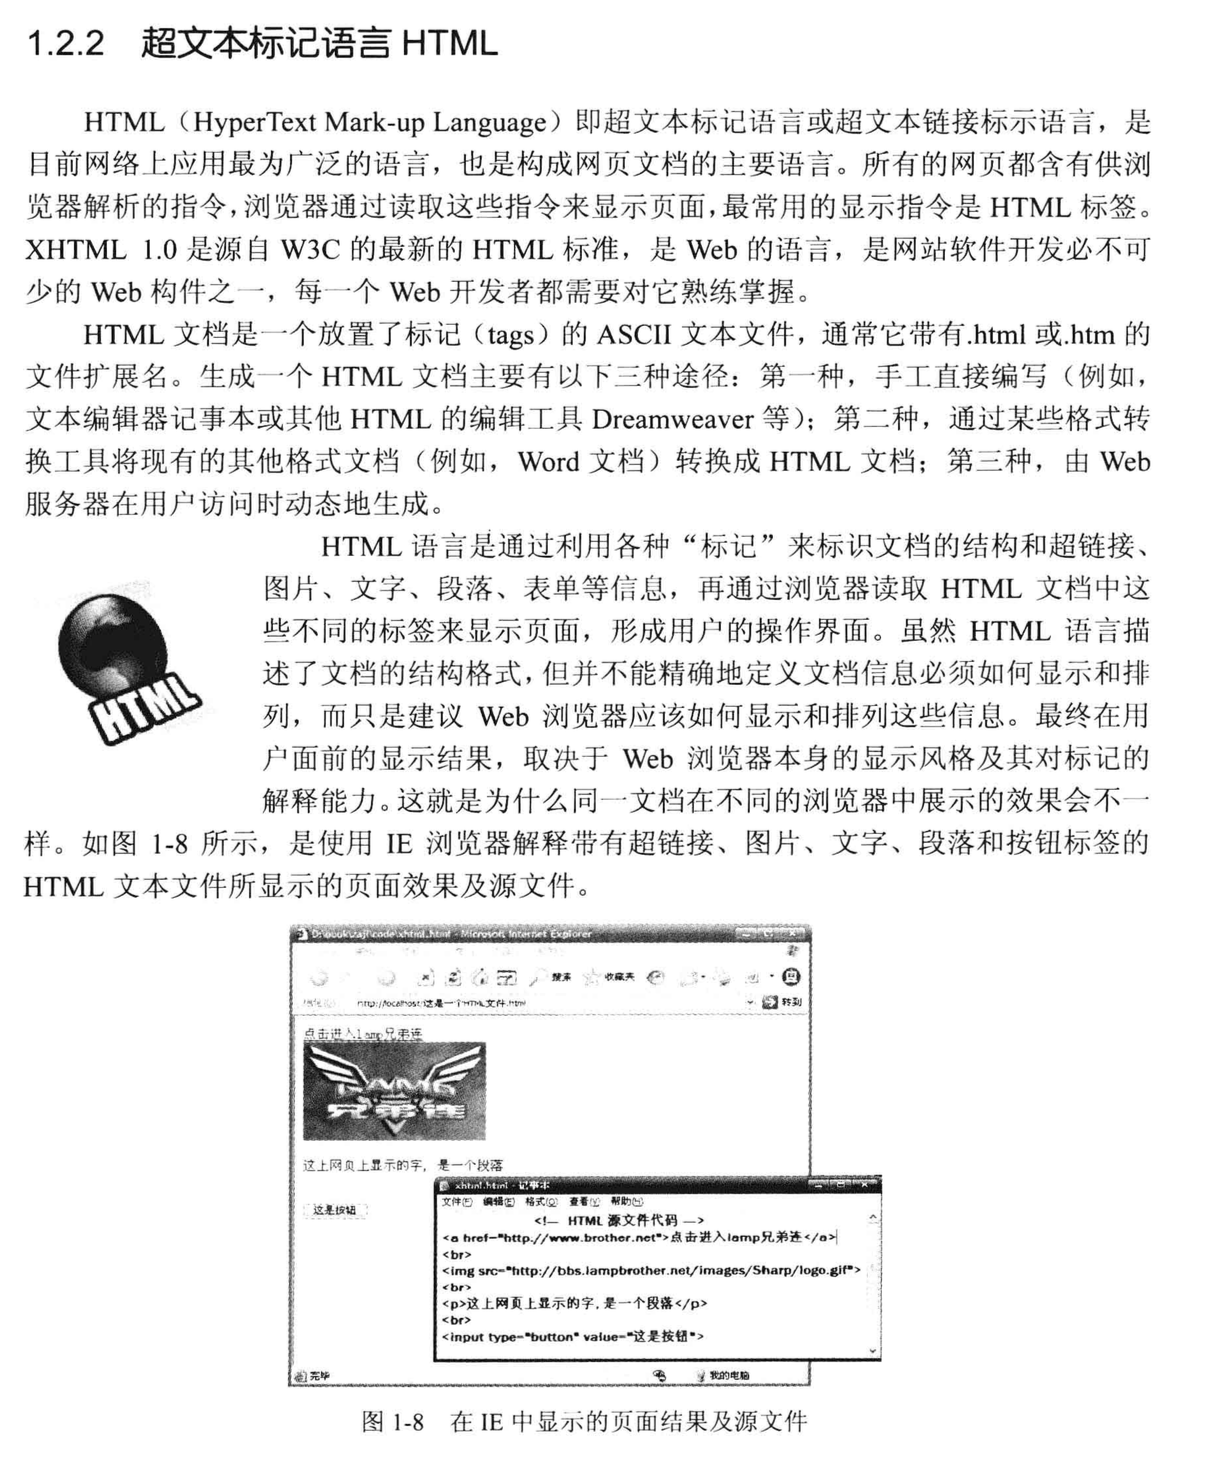 1.2.2 超文本标记语言 HTML
HTML（HyperText Mark-up Language）即超文本标记语言或超文本链接标示语言，是
目前网络上应用最为广泛的语言，也是构成网页文档的主要语言。所有的网页都含有供浏
览器解析的指令，浏览器通过读取这些指令来显示页面，最常用的显示指令是 HTML 标签。
XHTML 1.0 是源自 W3C 的最新的 HTML 标准，是 Web 的语言，是网站软件开发必不可
少的 Web 构件之一，每一个 Web 开发者都需要对它熟练掌握。
HTML 文档是一个放置了标记（tags）的 ASCII 文本文件，通常它带有.html 或.htm 的
文件扩展名。生成一个 HTML 文档主要有以下三种途径：第一种，手工直接编写（例如，
文本编辑器记事本或其他 HTML 的编辑工具 Dreamweaver 等）；第二种，通过某些格式转
换工具将现有的其他格式文档（例如，Word 文档）转换成 HTML 文档；第三种，由 Web
服务器在用户访问时动态地生成。
HTML 语言是通过利用各种“标记”来标识文档的结构和超链接、
图片、文字、段落、表单等信息，再通过浏览器读取 HTML 文档中这
些不同的标签来显示页面，形成用户的操作界面。虽然 HTML 语言描
述了文档的结构格式，但并不能精确地定义文档信息必须如何显示和排
列，而只是建议 Web 浏览器应该如何显示和排列这些信息。最终在用
户面前的显示结果，取决于 Web 浏览器本身的显示风格及其对标记的
解释能力。这就是为什么同一文档在不同的浏览器中展示的效果会不一
HTML
样。如图 1-8 所示，是使用 IE 浏览器解释带有超链接、图片、文字、段落和按钮标签的
HTML 文本文件所显示的页面效果及源文件。
xhtml.html - Microsoft Internet Explorer
搜索 收藏夹
http://localhost/这是一个HTML文件.html 转到
点击进入lamp兄弟连
LAMP
兄弟连
这上网页上显示的字，是一个段落
这是按钮
xhtml.html - 记事本
文件(F) 编辑(E) 格式(O) 查看(V) 帮助(H)
<!-- HTML 源文件代码 -->
<a href="http://www.brother.net">点击进入lamp兄弟连</a>
<br>
<img src="http://bbs.lampbrother.net/images/Sharp/logo.gif">
<br>
<p>这上网页上显示的字,是一个段落</p>
<br>
<input type="button" value="这是按钮">
完毕 我的电脑
图 1-8 在 IE 中显示的页面结果及源文件